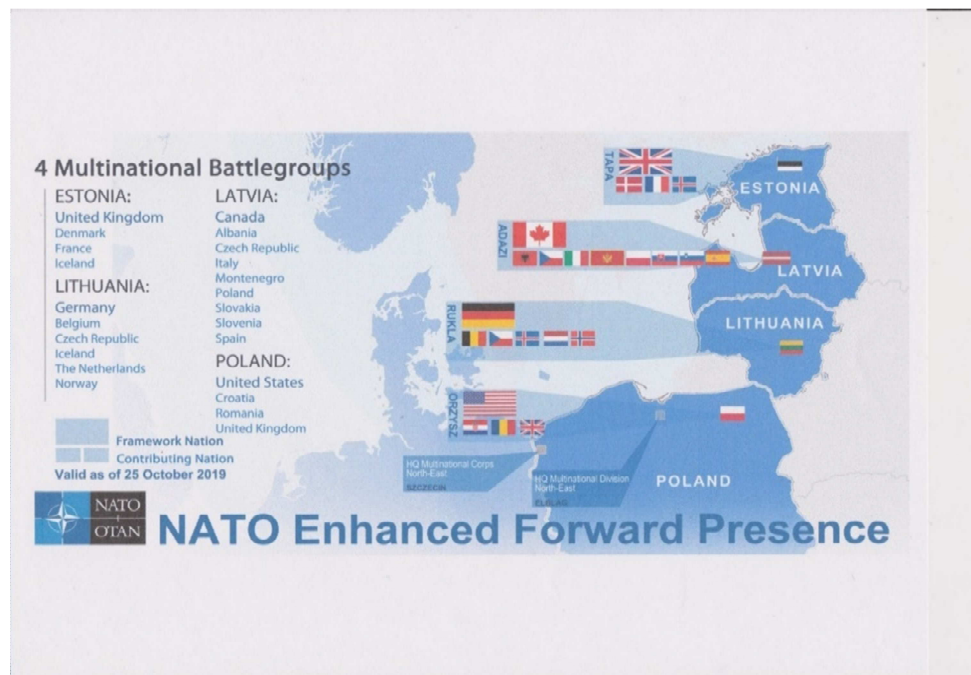 4 Multinational Battlegroups
ESTONIA:
United Kingdom
Denmark
France
Iceland
LITHUANIA:
Germany
Belgium
Czech Republic
Iceland
The Netherlands
Norway
LATVIA:
Canada
Albania
Czech Republic
Italy
Montenegro
Poland
Slovakia
Slovenia
Spain
POLAND:
United States
Croatia
Romania
United Kingdom
Framework Nation
Contributing Nation
Valid as of 25 October 2019
TAPA
ESTONIA
ADAZI
LATVIA
RUKLA
LITHUANIA
ORZYSZ
HQ Multinational Corps
North-East
SZCZECIN
HQ Multinational Division
North-East
ELBLAG
POLAND
NATO
OTAN
NATO Enhanced Forward Presence